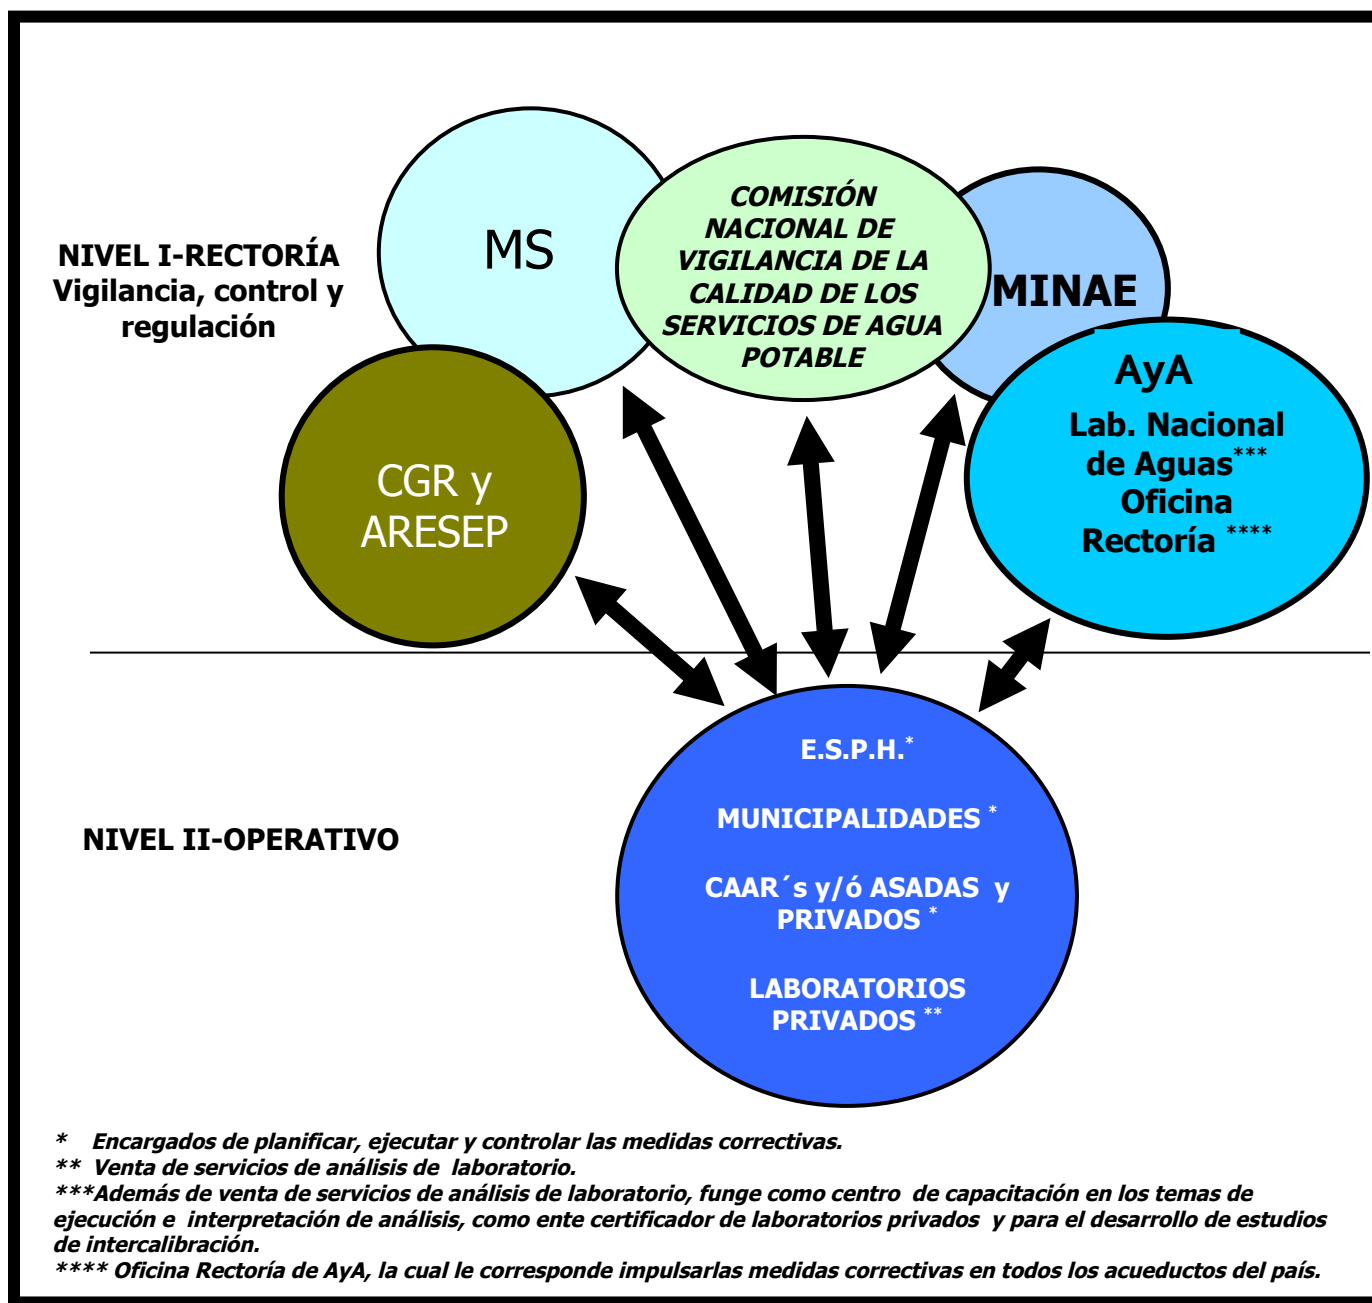 NIVEL I-RECTORÍA
Vigilancia, control y
regulación
MS
COMISIÓN
NACIONAL DE
VIGILANCIA DE LA
CALIDAD DE LOS
SERVICIOS DE AGUA
POTABLE
MINAE
CGR y
ARESEP
AyA
Lab. Nacional
de Aguas***
Oficina
Rectoría ****
NIVEL II-OPERATIVO
E.S.P.H.*
MUNICIPALIDADES *
CAAR´s y/ó ASADAS y
PRIVADOS *
LABORATORIOS
PRIVADOS **
* Encargados de planificar, ejecutar y controlar las medidas correctivas.
** Venta de servicios de análisis de laboratorio.
***Además de venta de servicios de análisis de laboratorio, funge como centro de capacitación en los temas de
ejecución e interpretación de análisis, como ente certificador de laboratorios privados y para el desarrollo de estudios
de intercalibración.
**** Oficina Rectoría de AyA, la cual le corresponde impulsarlas medidas correctivas en todos los acueductos del país.